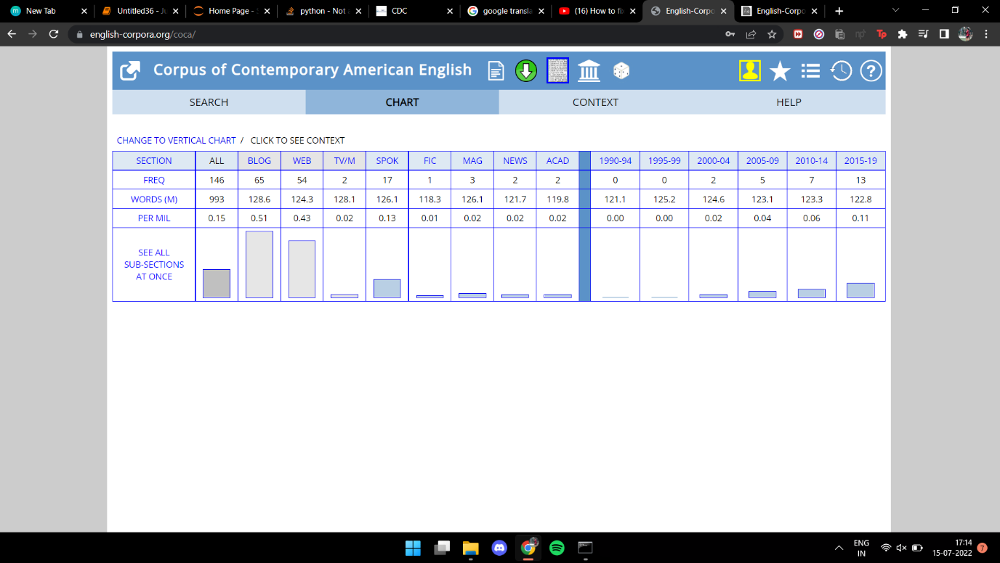 New Tab
Untitled36 - Ju
Home Page -
python - Not
CDC
google transla
(16) How to fix
English-Corpo
English-Corpo
english-corpora.org/coca/
Corpus of Contemporary American English
SEARCH CHART CONTEXT HELP
CHANGE TO VERTICAL CHART / CLICK TO SEE CONTEXT
SECTION ALL BLOG WEB TV/M SPOK FIC MAG NEWS ACAD 1990-94 1995-99 2000-04 2005-09 2010-14 2015-19
FREQ 146 65 54 2 17 1 3 2 2 0 0 2 5 7 13
WORDS (M) 993 128.6 124.3 128.1 126.1 118.3 126.1 121.7 119.8 121.1 125.2 124.6 123.1 123.3 122.8
PER MIL 0.15 0.51 0.43 0.02 0.13 0.01 0.02 0.02 0.02 0.00 0.00 0.02 0.04 0.06 0.11
SEE ALL
SUB-SECTIONS
AT ONCE
ENG
IN
17:14
15-07-2022
7